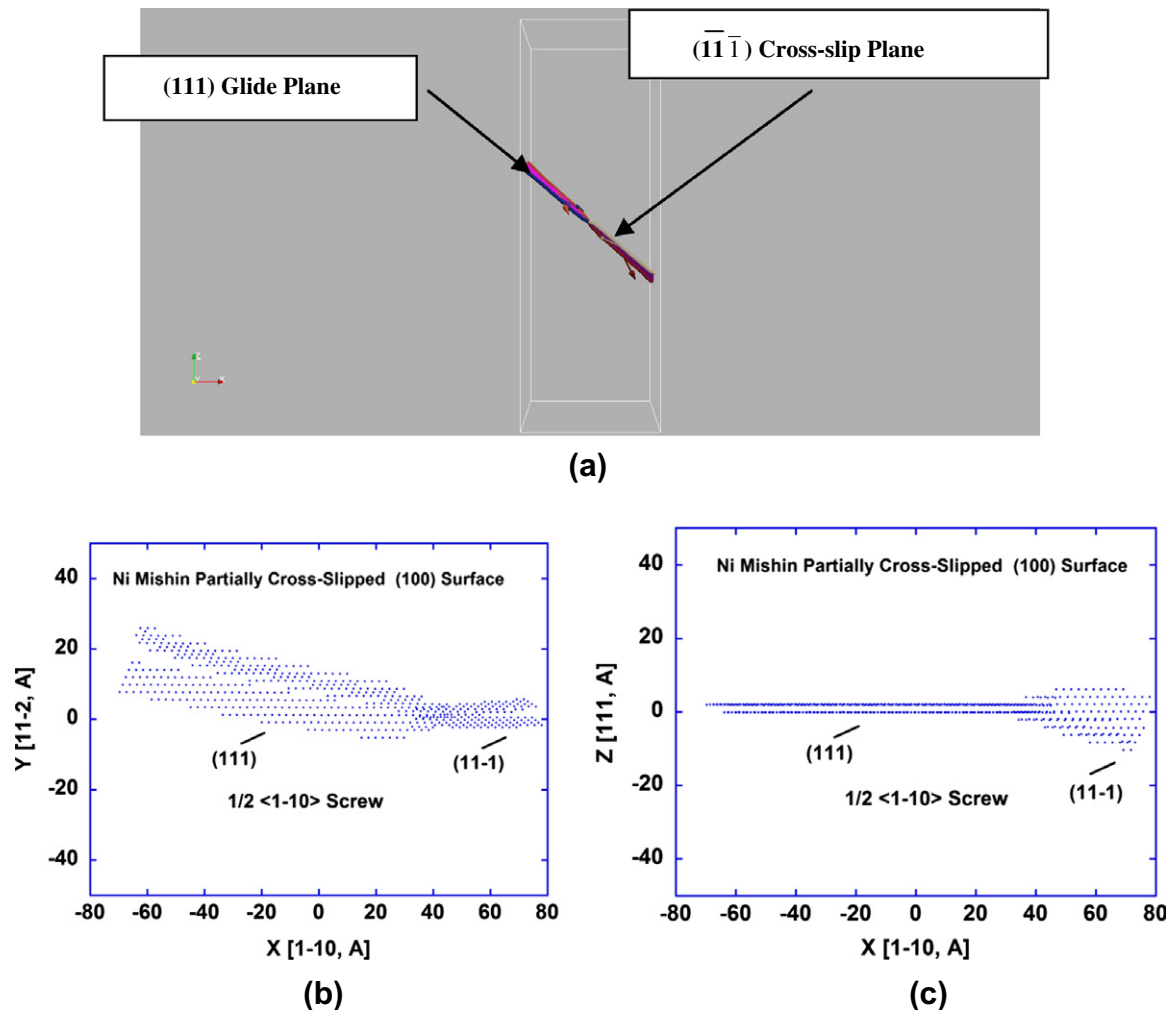 (111) Glide Plane
(1̅1̅ 1̅ ) Cross-slip Plane
Z
Y
X
(a)
Ni Mishin Partially Cross-Slipped (100) Surface
40
20
0
-20
-40
Y [11-2, A]
(111)
(11-1)
1/2 <1-10> Screw
-80 -60 -40 -20 0 20 40 60 80
X [1-10, A]
(b)
Ni Mishin Partially Cross-Slipped (100) Surface
40
20
0
-20
-40
Z [111, A]
(111)
(11-1)
1/2 <1-10> Screw
-80 -60 -40 -20 0 20 40 60 80
X [1-10, A]
(c)